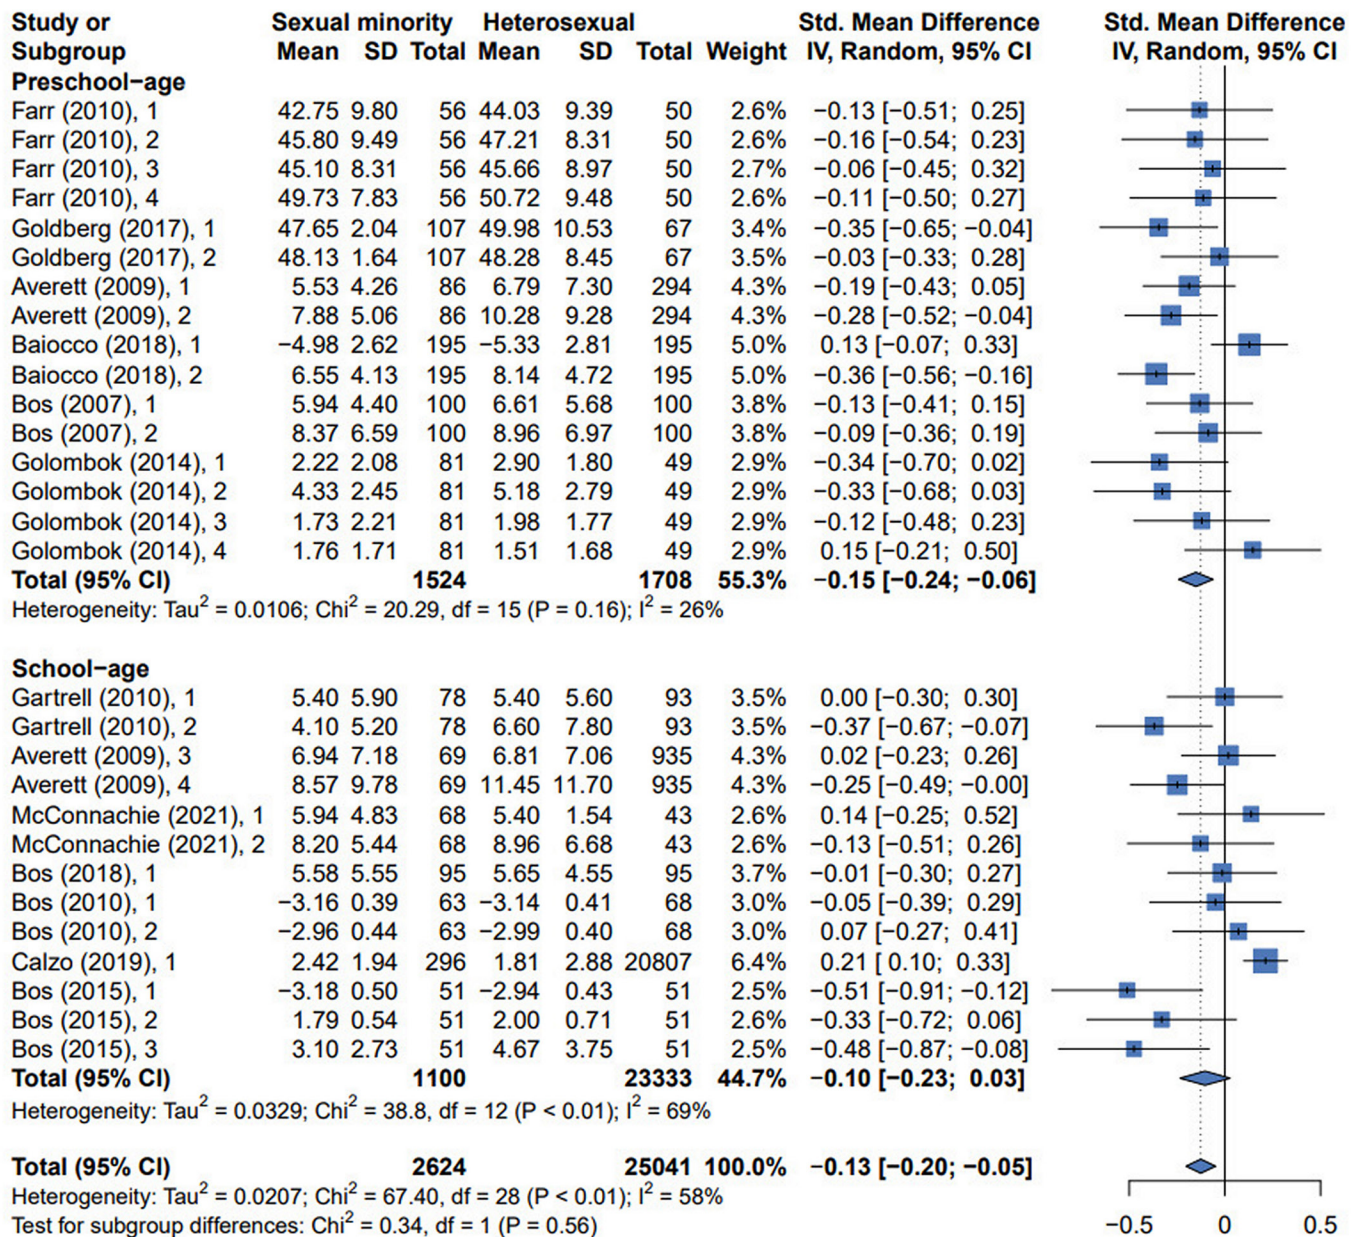 Study or Sexual minority Heterosexual Std. Mean Difference Std. Mean Difference
Subgroup Mean SD Total Mean SD Total Weight IV, Random, 95% CI IV, Random, 95% CI
Preschool−age
Farr (2010), 1 42.75 9.80 56 44.03 9.39 50 2.6% −0.13 [−0.51; 0.25]
Farr (2010), 2 45.80 9.49 56 47.21 8.31 50 2.6% −0.16 [−0.54; 0.23]
Farr (2010), 3 45.10 8.31 56 45.66 8.97 50 2.7% −0.06 [−0.45; 0.32]
Farr (2010), 4 49.73 7.83 56 50.72 9.48 50 2.6% −0.11 [−0.50; 0.27]
Goldberg (2017), 1 47.65 2.04 107 49.98 10.53 67 3.4% −0.35 [−0.65; −0.04]
Goldberg (2017), 2 48.13 1.64 107 48.28 8.45 67 3.5% −0.03 [−0.33; 0.28]
Averett (2009), 1 5.53 4.26 86 6.79 7.30 294 4.3% −0.19 [−0.43; 0.05]
Averett (2009), 2 7.88 5.06 86 10.28 9.28 294 4.3% −0.28 [−0.52; −0.04]
Baiocco (2018), 1 −4.98 2.62 195 −5.33 2.81 195 5.0% 0.13 [−0.07; 0.33]
Baiocco (2018), 2 6.55 4.13 195 8.14 4.72 195 5.0% −0.36 [−0.56; −0.16]
Bos (2007), 1 5.94 4.40 100 6.61 5.68 100 3.8% −0.13 [−0.41; 0.15]
Bos (2007), 2 8.37 6.59 100 8.96 6.97 100 3.8% −0.09 [−0.36; 0.19]
Golombok (2014), 1 2.22 2.08 81 2.90 1.80 49 2.9% −0.34 [−0.70; 0.02]
Golombok (2014), 2 4.33 2.45 81 5.18 2.79 49 2.9% −0.33 [−0.68; 0.03]
Golombok (2014), 3 1.73 2.21 81 1.98 1.77 49 2.9% −0.12 [−0.48; 0.23]
Golombok (2014), 4 1.76 1.71 81 1.51 1.68 49 2.9% 0.15 [−0.21; 0.50]
Total (95% CI) 1524 1708 55.3% −0.15 [−0.24; −0.06]
Heterogeneity: Tau² = 0.0106; Chi² = 20.29, df = 15 (P = 0.16); I² = 26%
School−age
Gartrell (2010), 1 5.40 5.90 78 5.40 5.60 93 3.5% 0.00 [−0.30; 0.30]
Gartrell (2010), 2 4.10 5.20 78 6.60 7.80 93 3.5% −0.37 [−0.67; −0.07]
Averett (2009), 3 6.94 7.18 69 6.81 7.06 935 4.3% 0.02 [−0.23; 0.26]
Averett (2009), 4 8.57 9.78 69 11.45 11.70 935 4.3% −0.25 [−0.49; −0.00]
McConnachie (2021), 1 5.94 4.83 68 5.40 1.54 43 2.6% 0.14 [−0.25; 0.52]
McConnachie (2021), 2 8.20 5.44 68 8.96 6.68 43 2.6% −0.13 [−0.51; 0.26]
Bos (2018), 1 5.58 5.55 95 5.65 4.55 95 3.7% −0.01 [−0.30; 0.27]
Bos (2010), 1 −3.16 0.39 63 −3.14 0.41 68 3.0% −0.05 [−0.39; 0.29]
Bos (2010), 2 −2.96 0.44 63 −2.99 0.40 68 3.0% 0.07 [−0.27; 0.41]
Calzo (2019), 1 2.42 1.94 296 1.81 2.88 20807 6.4% 0.21 [ 0.10; 0.33]
Bos (2015), 1 −3.18 0.50 51 −2.94 0.43 51 2.5% −0.51 [−0.91; −0.12]
Bos (2015), 2 1.79 0.54 51 2.00 0.71 51 2.6% −0.33 [−0.72; 0.06]
Bos (2015), 3 3.10 2.73 51 4.67 3.75 51 2.5% −0.48 [−0.87; −0.08]
Total (95% CI) 1100 23333 44.7% −0.10 [−0.23; 0.03]
Heterogeneity: Tau² = 0.0329; Chi² = 38.8, df = 12 (P < 0.01); I² = 69%
Total (95% CI) 2624 25041 100.0% −0.13 [−0.20; −0.05]
Heterogeneity: Tau² = 0.0207; Chi² = 67.40, df = 28 (P < 0.01); I² = 58%
Test for subgroup differences: Chi² = 0.34, df = 1 (P = 0.56) −0.5 0 0.5